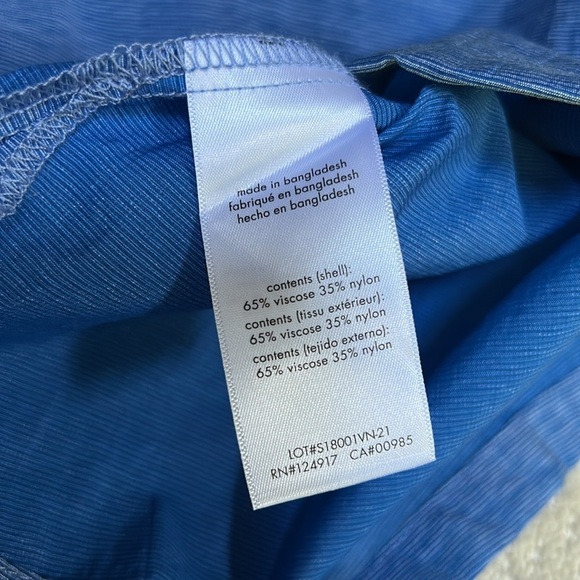 made in bangladesh
fabriqué en bangladesh
hecho en bangladesh
contents (shell):
65% viscose 35% nylon
contents (tissu extérieur):
65% viscose 35% nylon
contents (tejido externo):
65% viscose 35% nylon
LOT#S18001VN-21
RN#124917 CA#00985